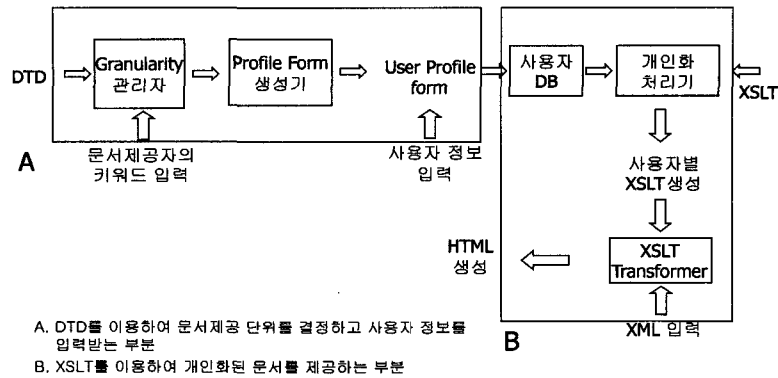 DTD
Granularity
관리자
Profile Form
생성기
User Profile
form
문서제공자의
키워드 입력
사용자 정보
입력
A
사용자
DB
개인화
처리기
XSLT
사용자별
XSLT생성
XSLT
Transformer
HTML
생성
XML 입력
B
A. DTD를 이용하여 문서제공 단위를 결정하고 사용자 정보를
입력받는 부분
B. XSLT를 이용하여 개인화된 문서를 제공하는 부분